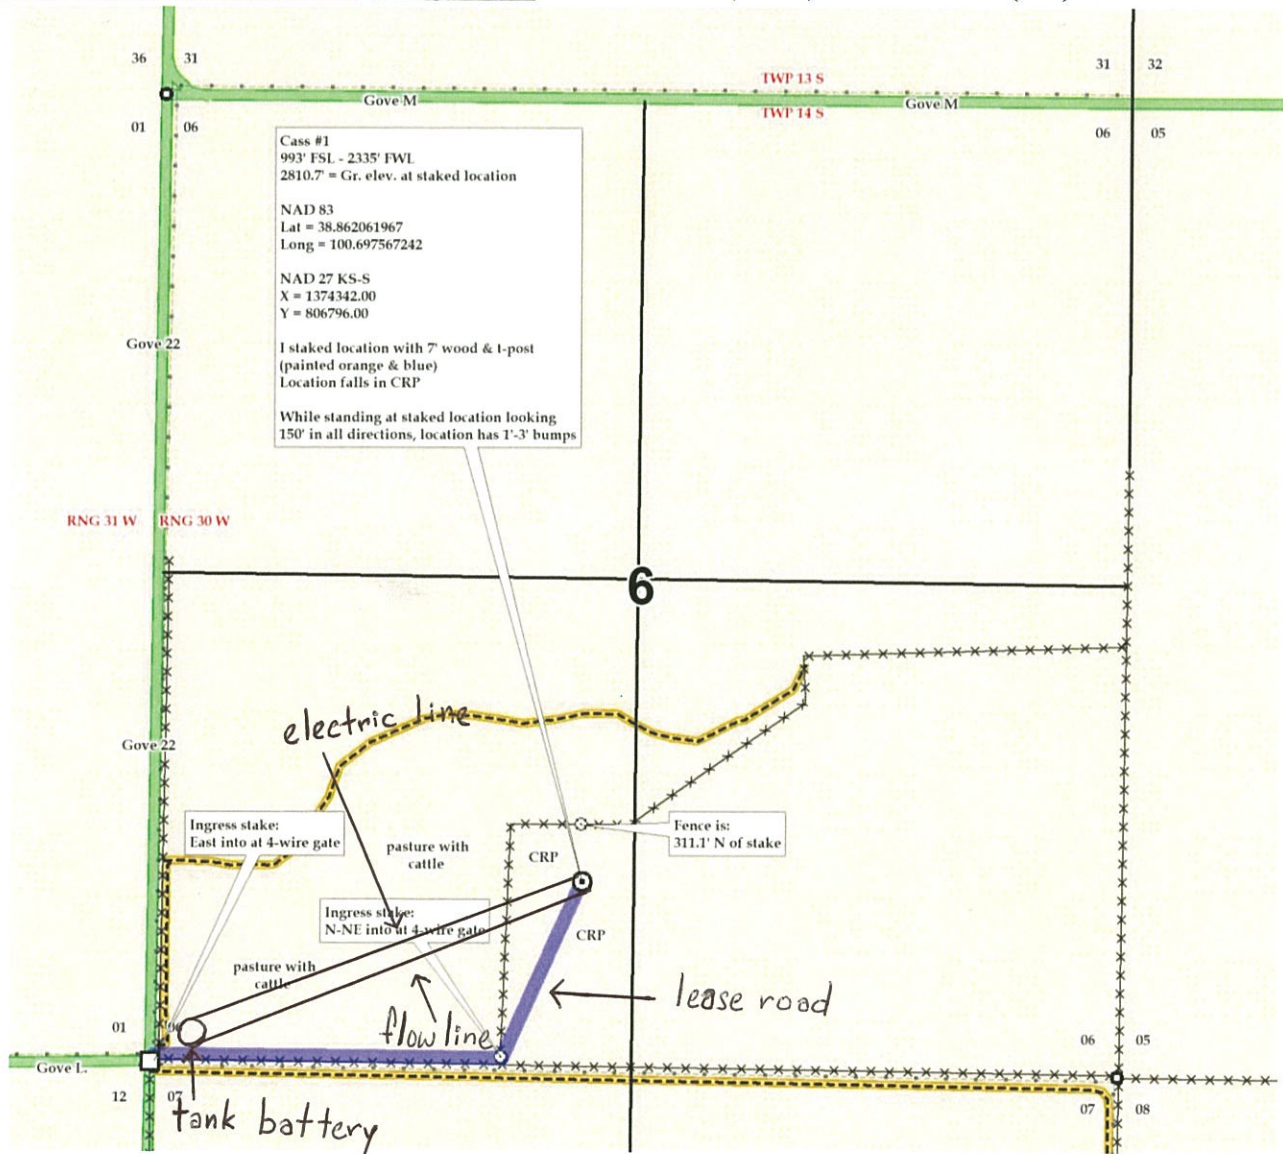 36
31
31
32
TWP 13 S
Gove M
Gove M
TWP 14 S
01
06
06
05
Cass #1
993' FSL - 2335' FWL
2810.7' = Gr. elev. at staked location
NAD 83
Lat = 38.862061967
Long = 100.697567242
NAD 27 KS-S
X = 1374342.00
Y = 806796.00
I staked location with 7' wood & t-post
(painted orange & blue)
Location falls in CRP
While standing at staked location looking
150' in all directions, location has 1'-3' bumps
Gove 22
RNG 31 W
RNG 30 W
6
electric line
Gove 22
Ingress stake:
East into at 4-wire gate
pasture with
cattle
Fence is:
311.1' N of stake
CRP
Ingress stake:
N-NE into at 4-wire gate
CRP
pasture with
cattle
lease road
flow line
01
06
06
05
Gove L
12
07
07
08
tank battery